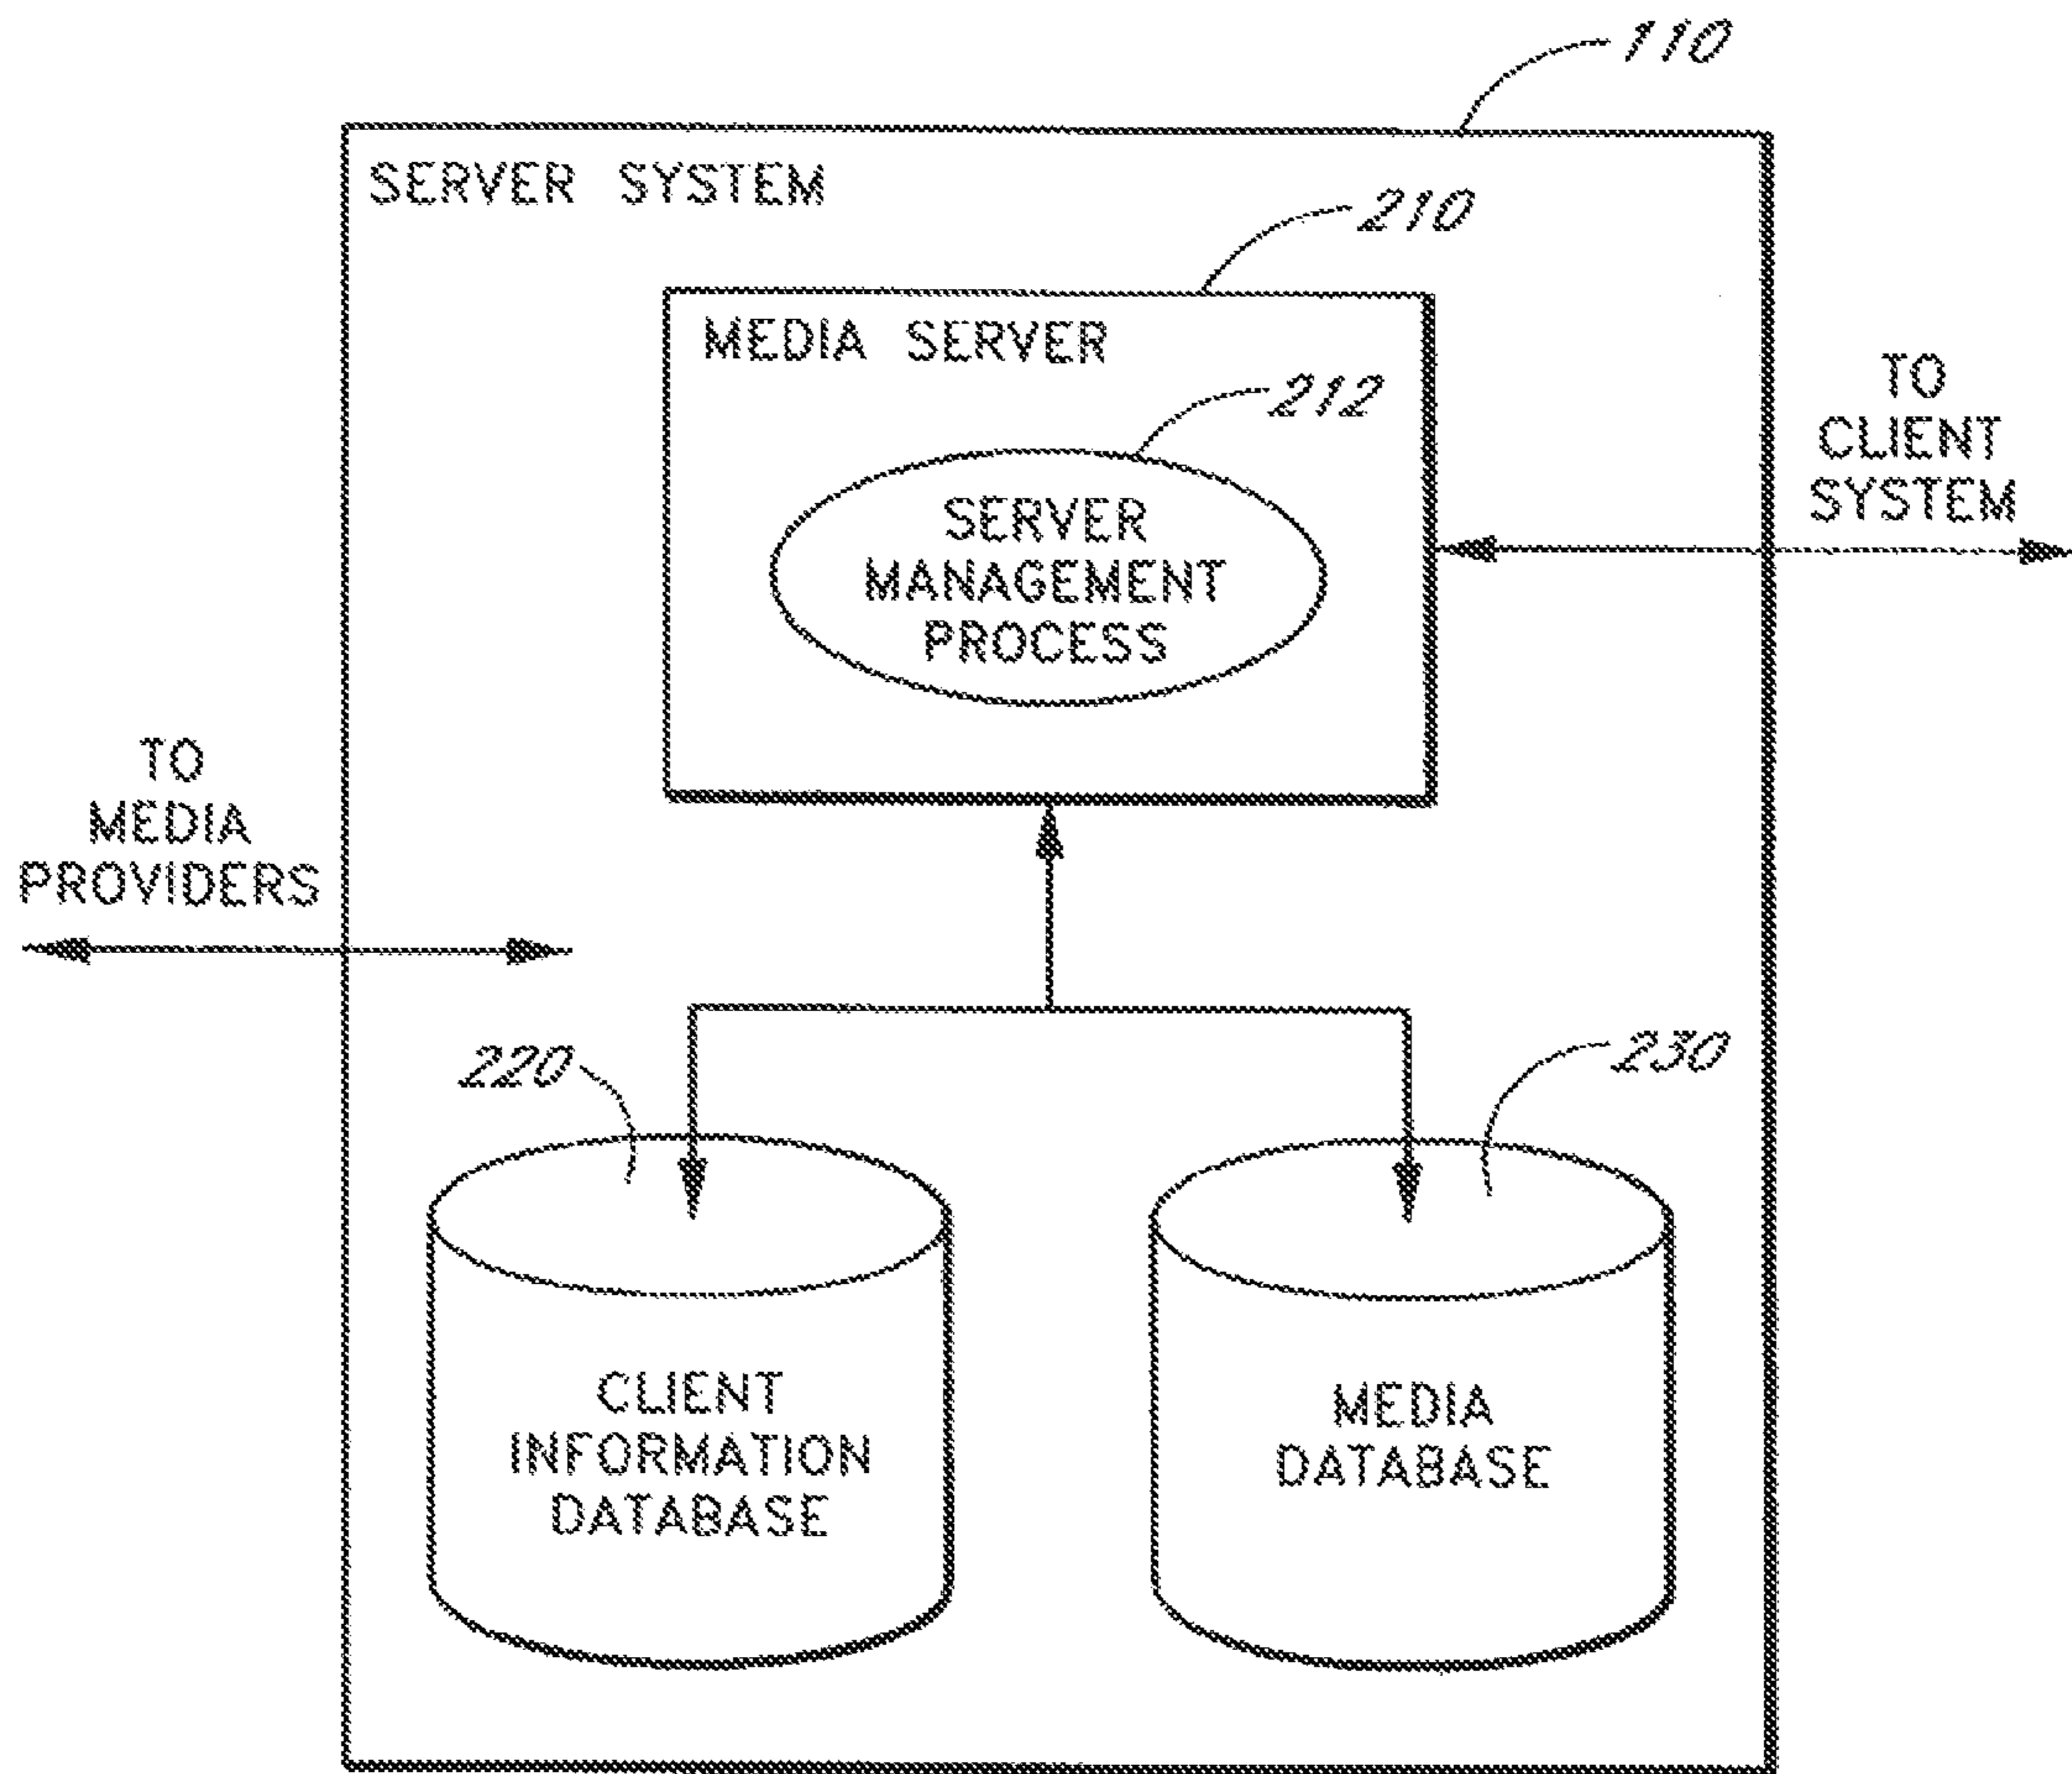 110
SERVER SYSTEM
210
MEDIA SERVER
212
SERVER
MANAGEMENT
PROCESS
TO
CLIENT
SYSTEM
TO
MEDIA
PROVIDERS
220
230
CLIENT
INFORMATION
DATABASE
MEDIA
DATABASE